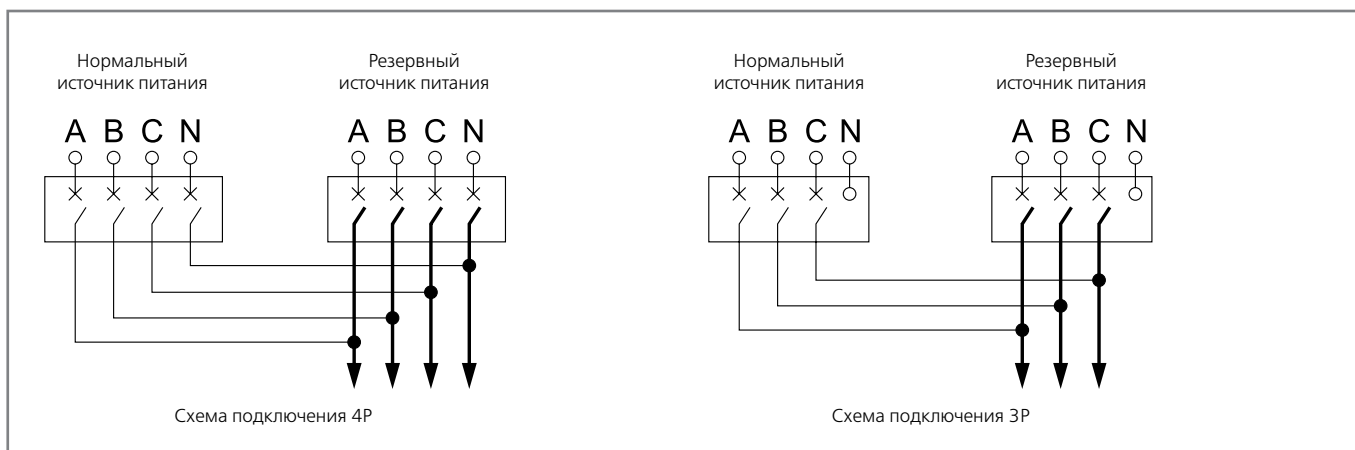 Нормальный
источник питания
Резервный
источник питания
A B C N
A B C N
Схема подключения 4P
Нормальный
источник питания
Резервный
источник питания
A B C N
A B C N
Схема подключения 3P